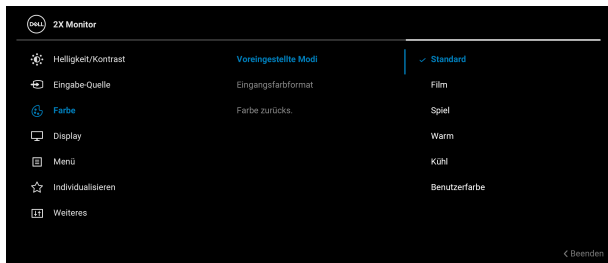 DELL 2X Monitor
Helligkeit/Kontrast Voreingestellte Modi Standard
Eingabe-Quelle Eingangsfarbformat Film
Farbe Farbe zurücks. Spiel
Display Warm
Menü Kühl
Individualisieren Benutzerfarbe
Weiteres
Beenden